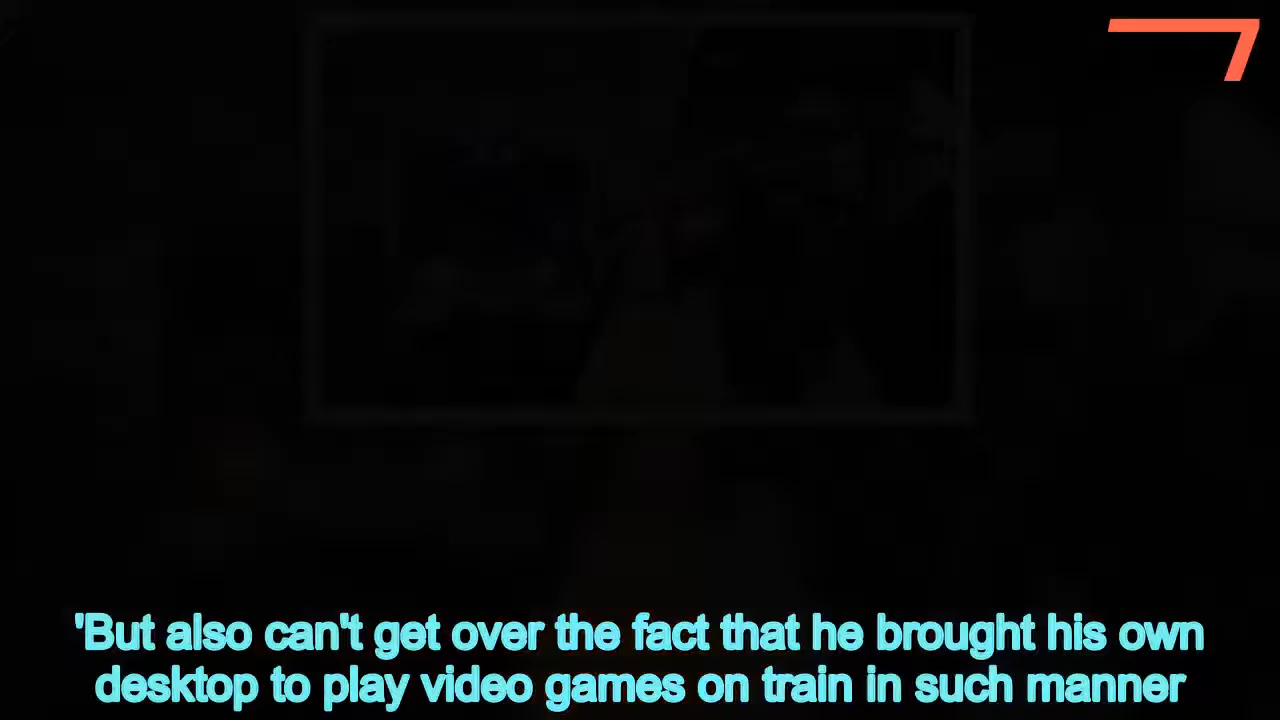 'But also can't get over the fact that he brought his own
desktop to play video games on train in such manner